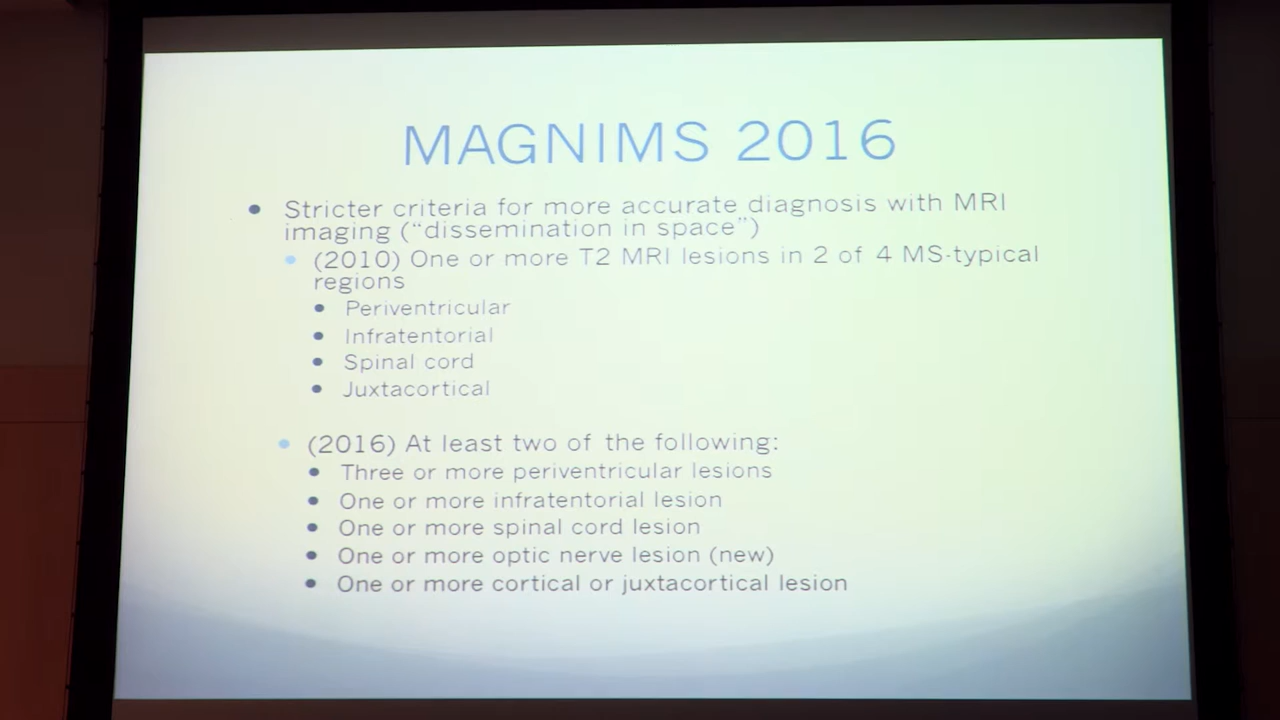 MAGNIMS 2016
• Stricter criteria for more accurate diagnosis with MRI
imaging (“dissemination in space”)
• (2010) One or more T2 MRI lesions in 2 of 4 MS-typical
regions
• Periventricular
• Infratentorial
• Spinal cord
• Juxtacortical
• (2016) At least two of the following:
• Three or more periventricular lesions
• One or more infratentorial lesion
• One or more spinal cord lesion
• One or more optic nerve lesion (new)
• One or more cortical or juxtacortical lesion